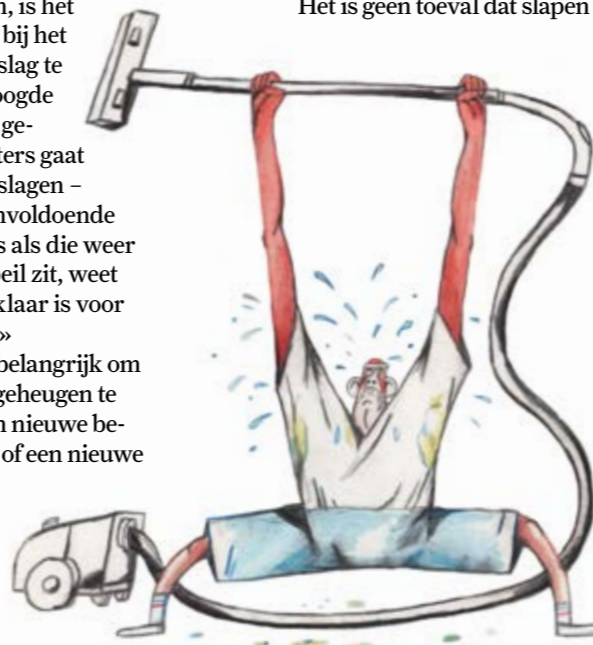 n, is het
bij het
slag te
oogde
ge-
ters gaat
slagen –
nvoldoende
s als die weer
eil zit, weet
klaar is voor
»
belangrijk om
geheugen te
n nieuwe be-
of een nieuwe
Het is geen toeval dat slapen